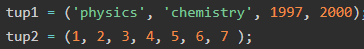 tup1 = ('physics', 'chemistry', 1997, 2000);
tup2 = (1, 2, 3, 4, 5, 6, 7 );